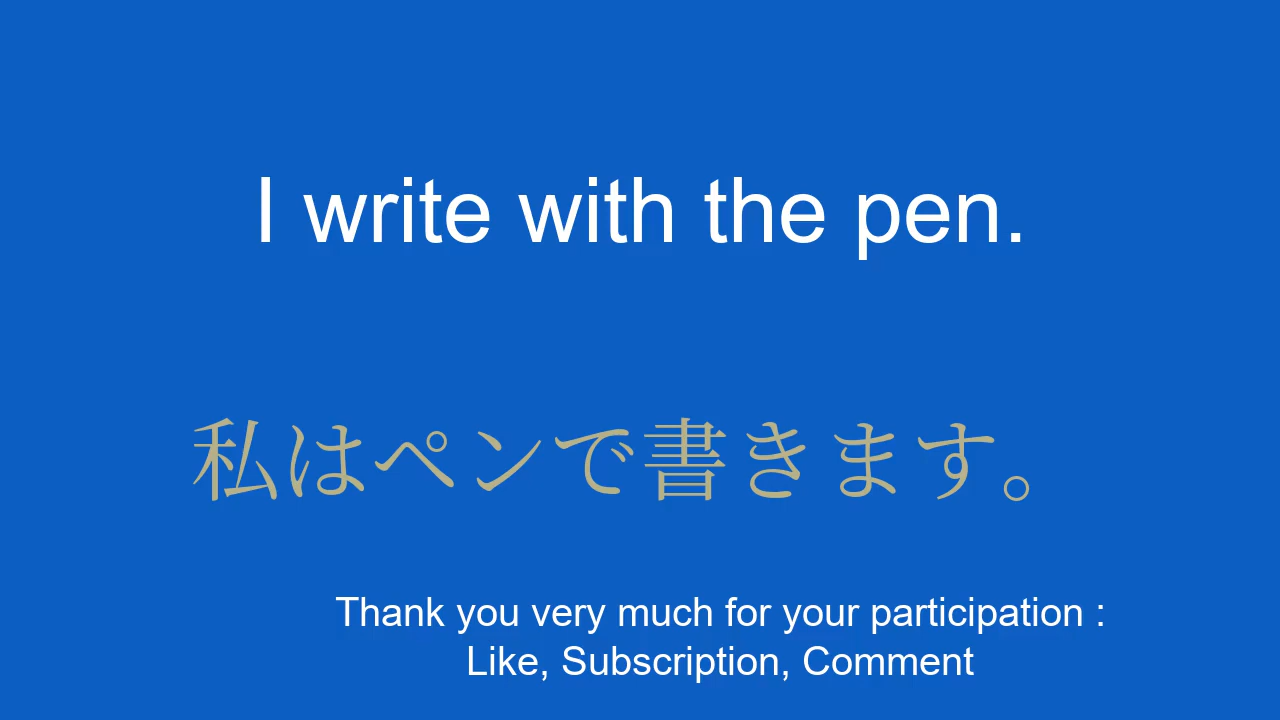 I write with the pen.
私はペンで書きます。
Thank you very much for your participation :
Like, Subscription, Comment